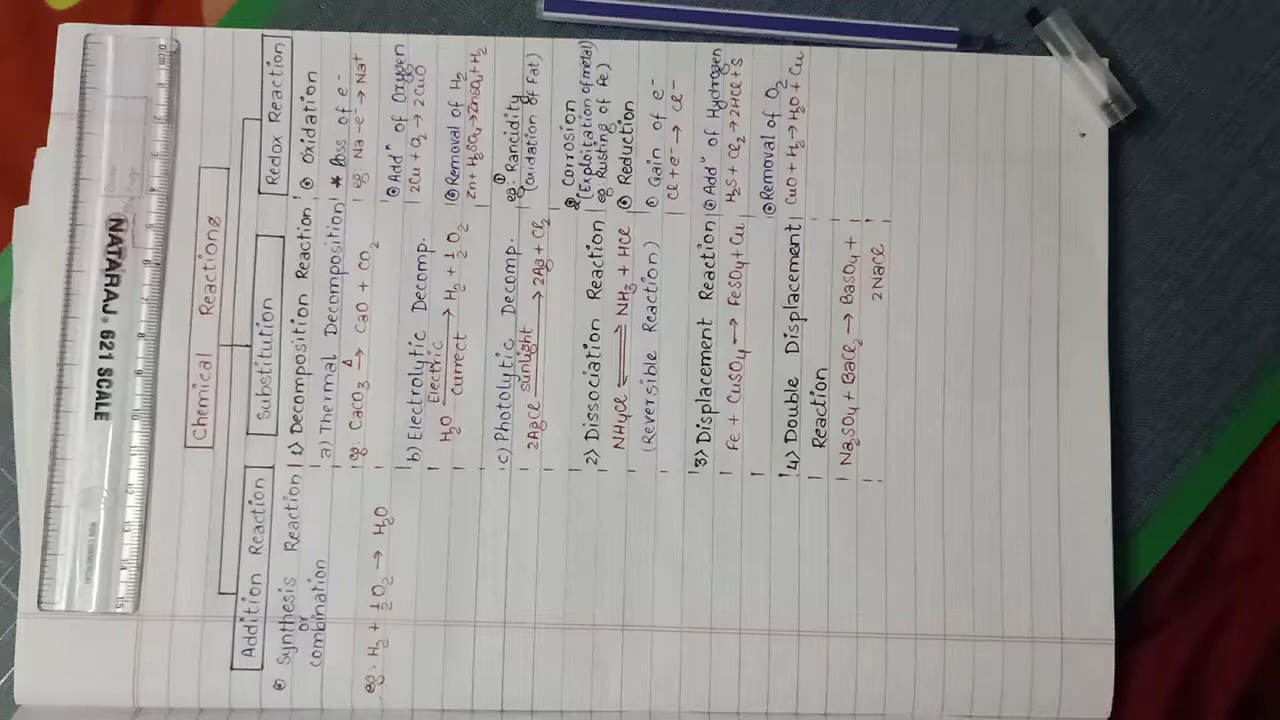 NATARAJ 621 SCALE
Chemical Reactions
Addition Reaction
Substitution
Redox Reaction
Synthesis Reaction
or
combination
eg: H₂ + ½O₂ → H₂O
1) Decomposition Reaction
a) Thermal Decomposition
eg: CaCO₃ Δ→ CaO + CO₂
b) Electrolytic Decomp.
H₂O Electric Current → H₂ + ½O₂
c) Photolytic Decomp.
2AgCl sunlight → 2Ag + Cl₂
2) Dissociation Reaction
NH4Cl ⇌ NH₃ + HCl
(Reversible Reaction)
3) Displacement Reaction
Fe + CuSO4 → FeSO4 + Cu
4) Double Displacement
Reaction
Na₂SO4 + BaCl₂ → BaSO4 +
2NaCl
Oxidation
* Loss of e-
eg Na -e- → Na+
Addⁿ of Oxygen
2Cu + O₂ → 2CuO
Removal of H₂
Zn + H₂SO4 → ZnSO4 + H₂
① eg: Rancidity
(Oxidation of Fat)
② Corrosion
(Exploitation of metal)
eg Rusting of Fe)
Reduction
Gain of e-
Cl + e- → Cl-
Addⁿ of Hydrogen
H₂S + Cl₂ → 2HCl + S
Removal of O₂
CuO + H₂ → H₂O + Cu